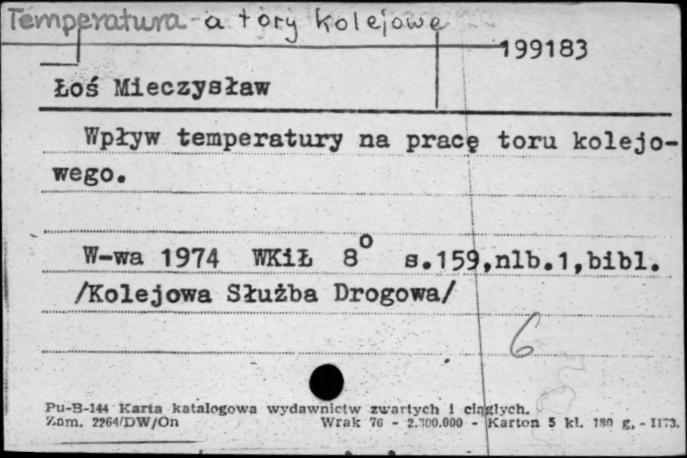 Temperatura - a tory kolejowe
199183
Łoś Mieczysław
Wpływ temperatury na pracę toru kolejo-
wego.
W-wa 1974 WKiŁ 8° s.159,nlb.1,bibl.
/Kolejowa Służba Drogowa/
6
Pu-B-144 Karta katalogowa wydawnictw zwartych i ciągłych.
Zam. 2264/DW/On Wrak 76 - 2.300.000 - Karton 5 kl. 180 g, - II73.